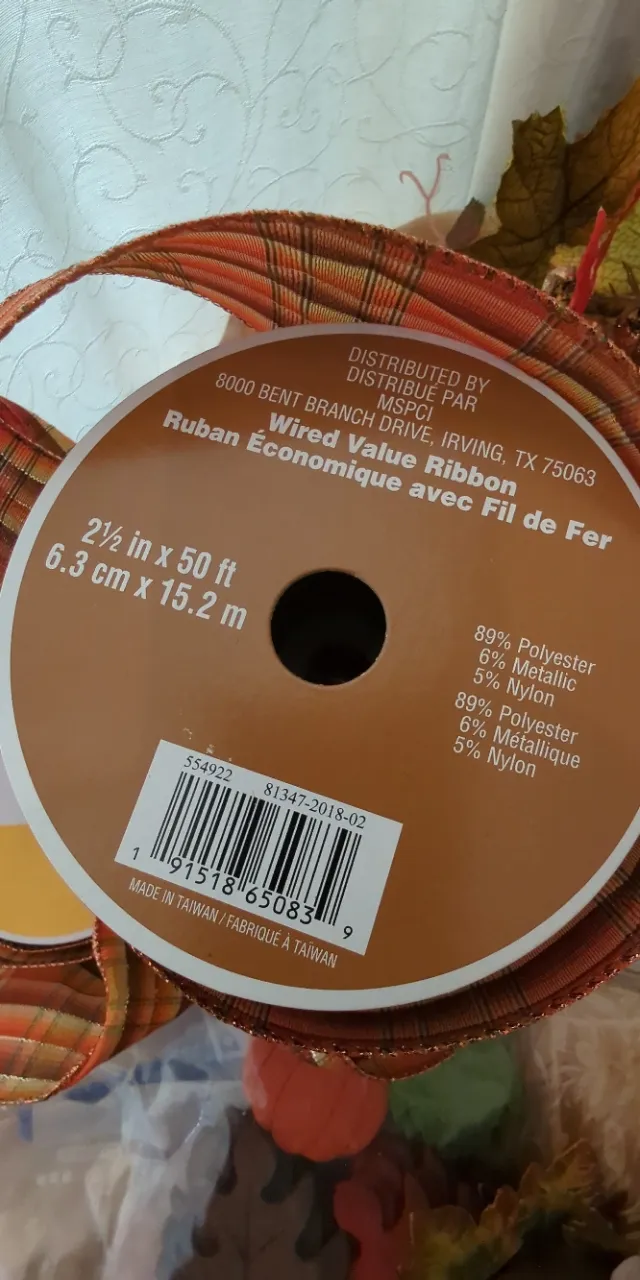 DISTRIBUTED BY
DISTRIBUÉ PAR
MSPCI
8000 BENT BRANCH DRIVE, IRVING, TX 75063
Wired Value Ribbon
Ruban Économique avec Fil de Fer
2½ in x 50 ft
6.3 cm x 15.2 m
89% Polyester
6% Metallic
5% Nylon
89% Polyester
6% Métallique
5% Nylon
554922 81347-2018-02
1 91518 65083 9
MADE IN TAIWAN / FABRIQUÉ À TAÏWAN